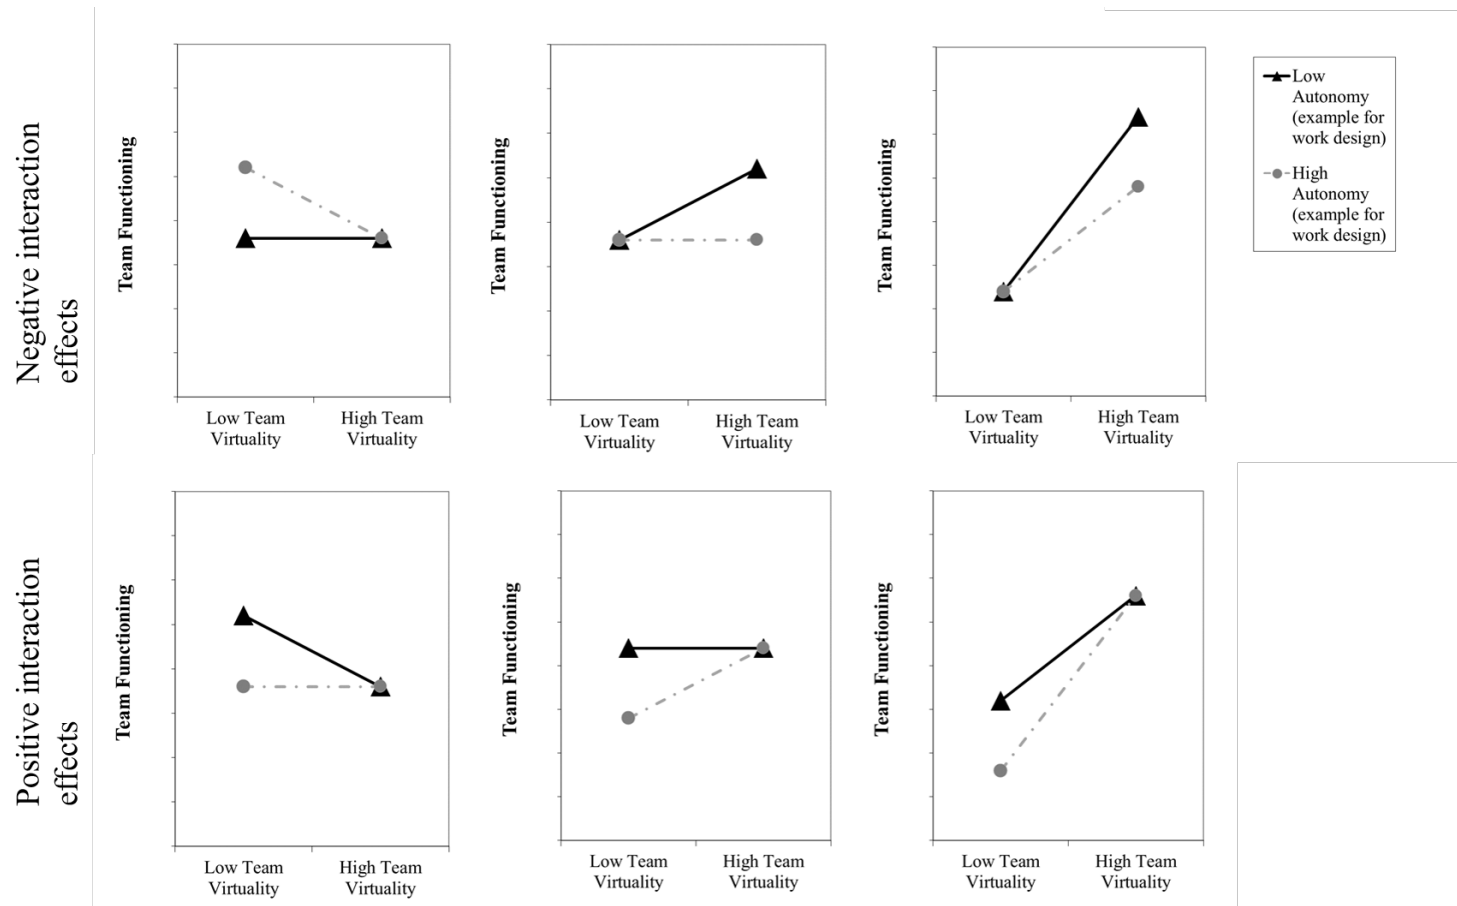 Negative interaction
effects
Team Functioning
Low Team
Virtuality
High Team
Virtuality
Team Functioning
Low Team
Virtuality
High Team
Virtuality
Team Functioning
Low Team
Virtuality
High Team
Virtuality
Low
Autonomy
(example for
work design)
High
Autonomy
(example for
work design)
Positive interaction
effects
Team Functioning
Low Team
Virtuality
High Team
Virtuality
Team Functioning
Low Team
Virtuality
High Team
Virtuality
Team Functioning
Low Team
Virtuality
High Team
Virtuality